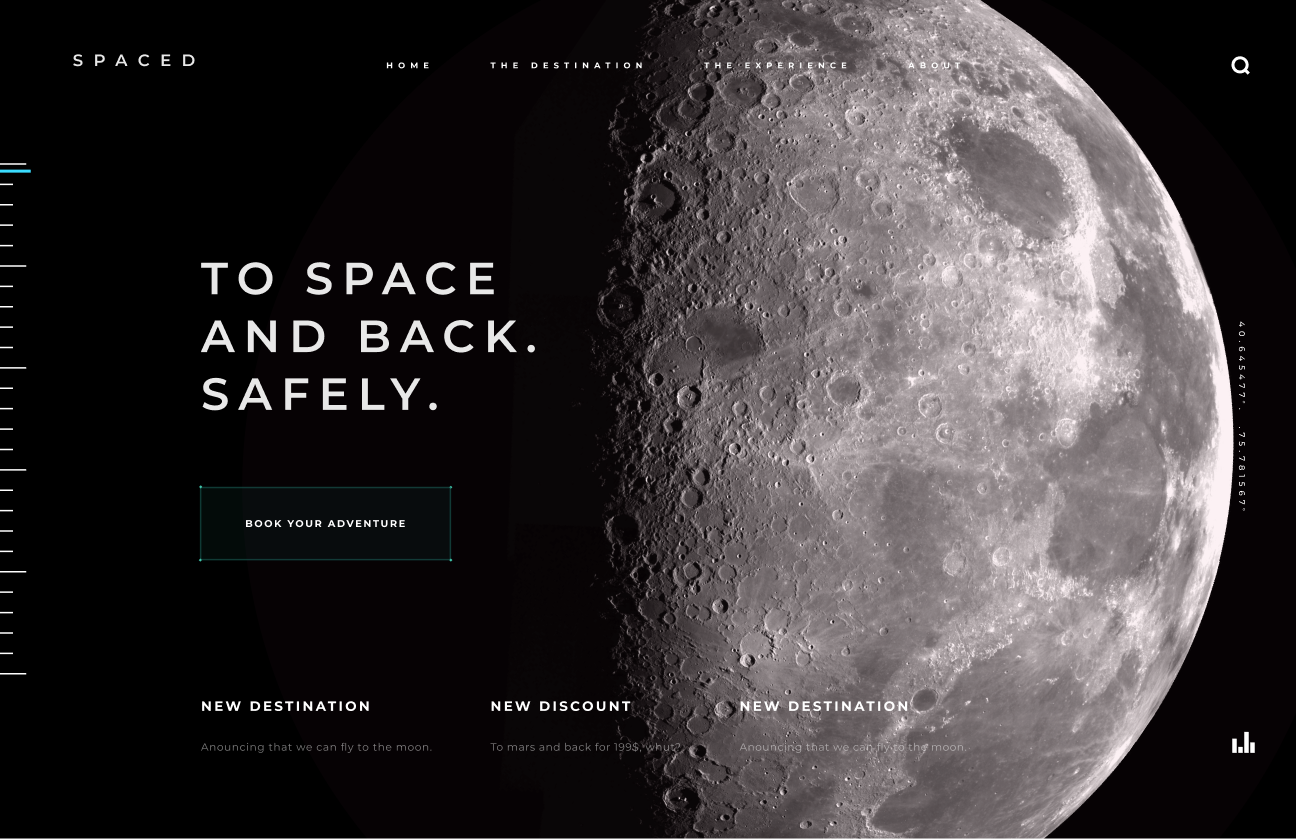 SPACED
HOME
THE DESTINATION
THE EXPERIENCE
ABOUT
TO SPACE
AND BACK.
SAFELY.
BOOK YOUR ADVENTURE
40.645477°. .75.781567°
NEW DESTINATION
Anouncing that we can fly to the moon.
NEW DISCOUNT
To mars and back for 199$, whut?
NEW DESTINATION
Anouncing that we can fly to the moon.